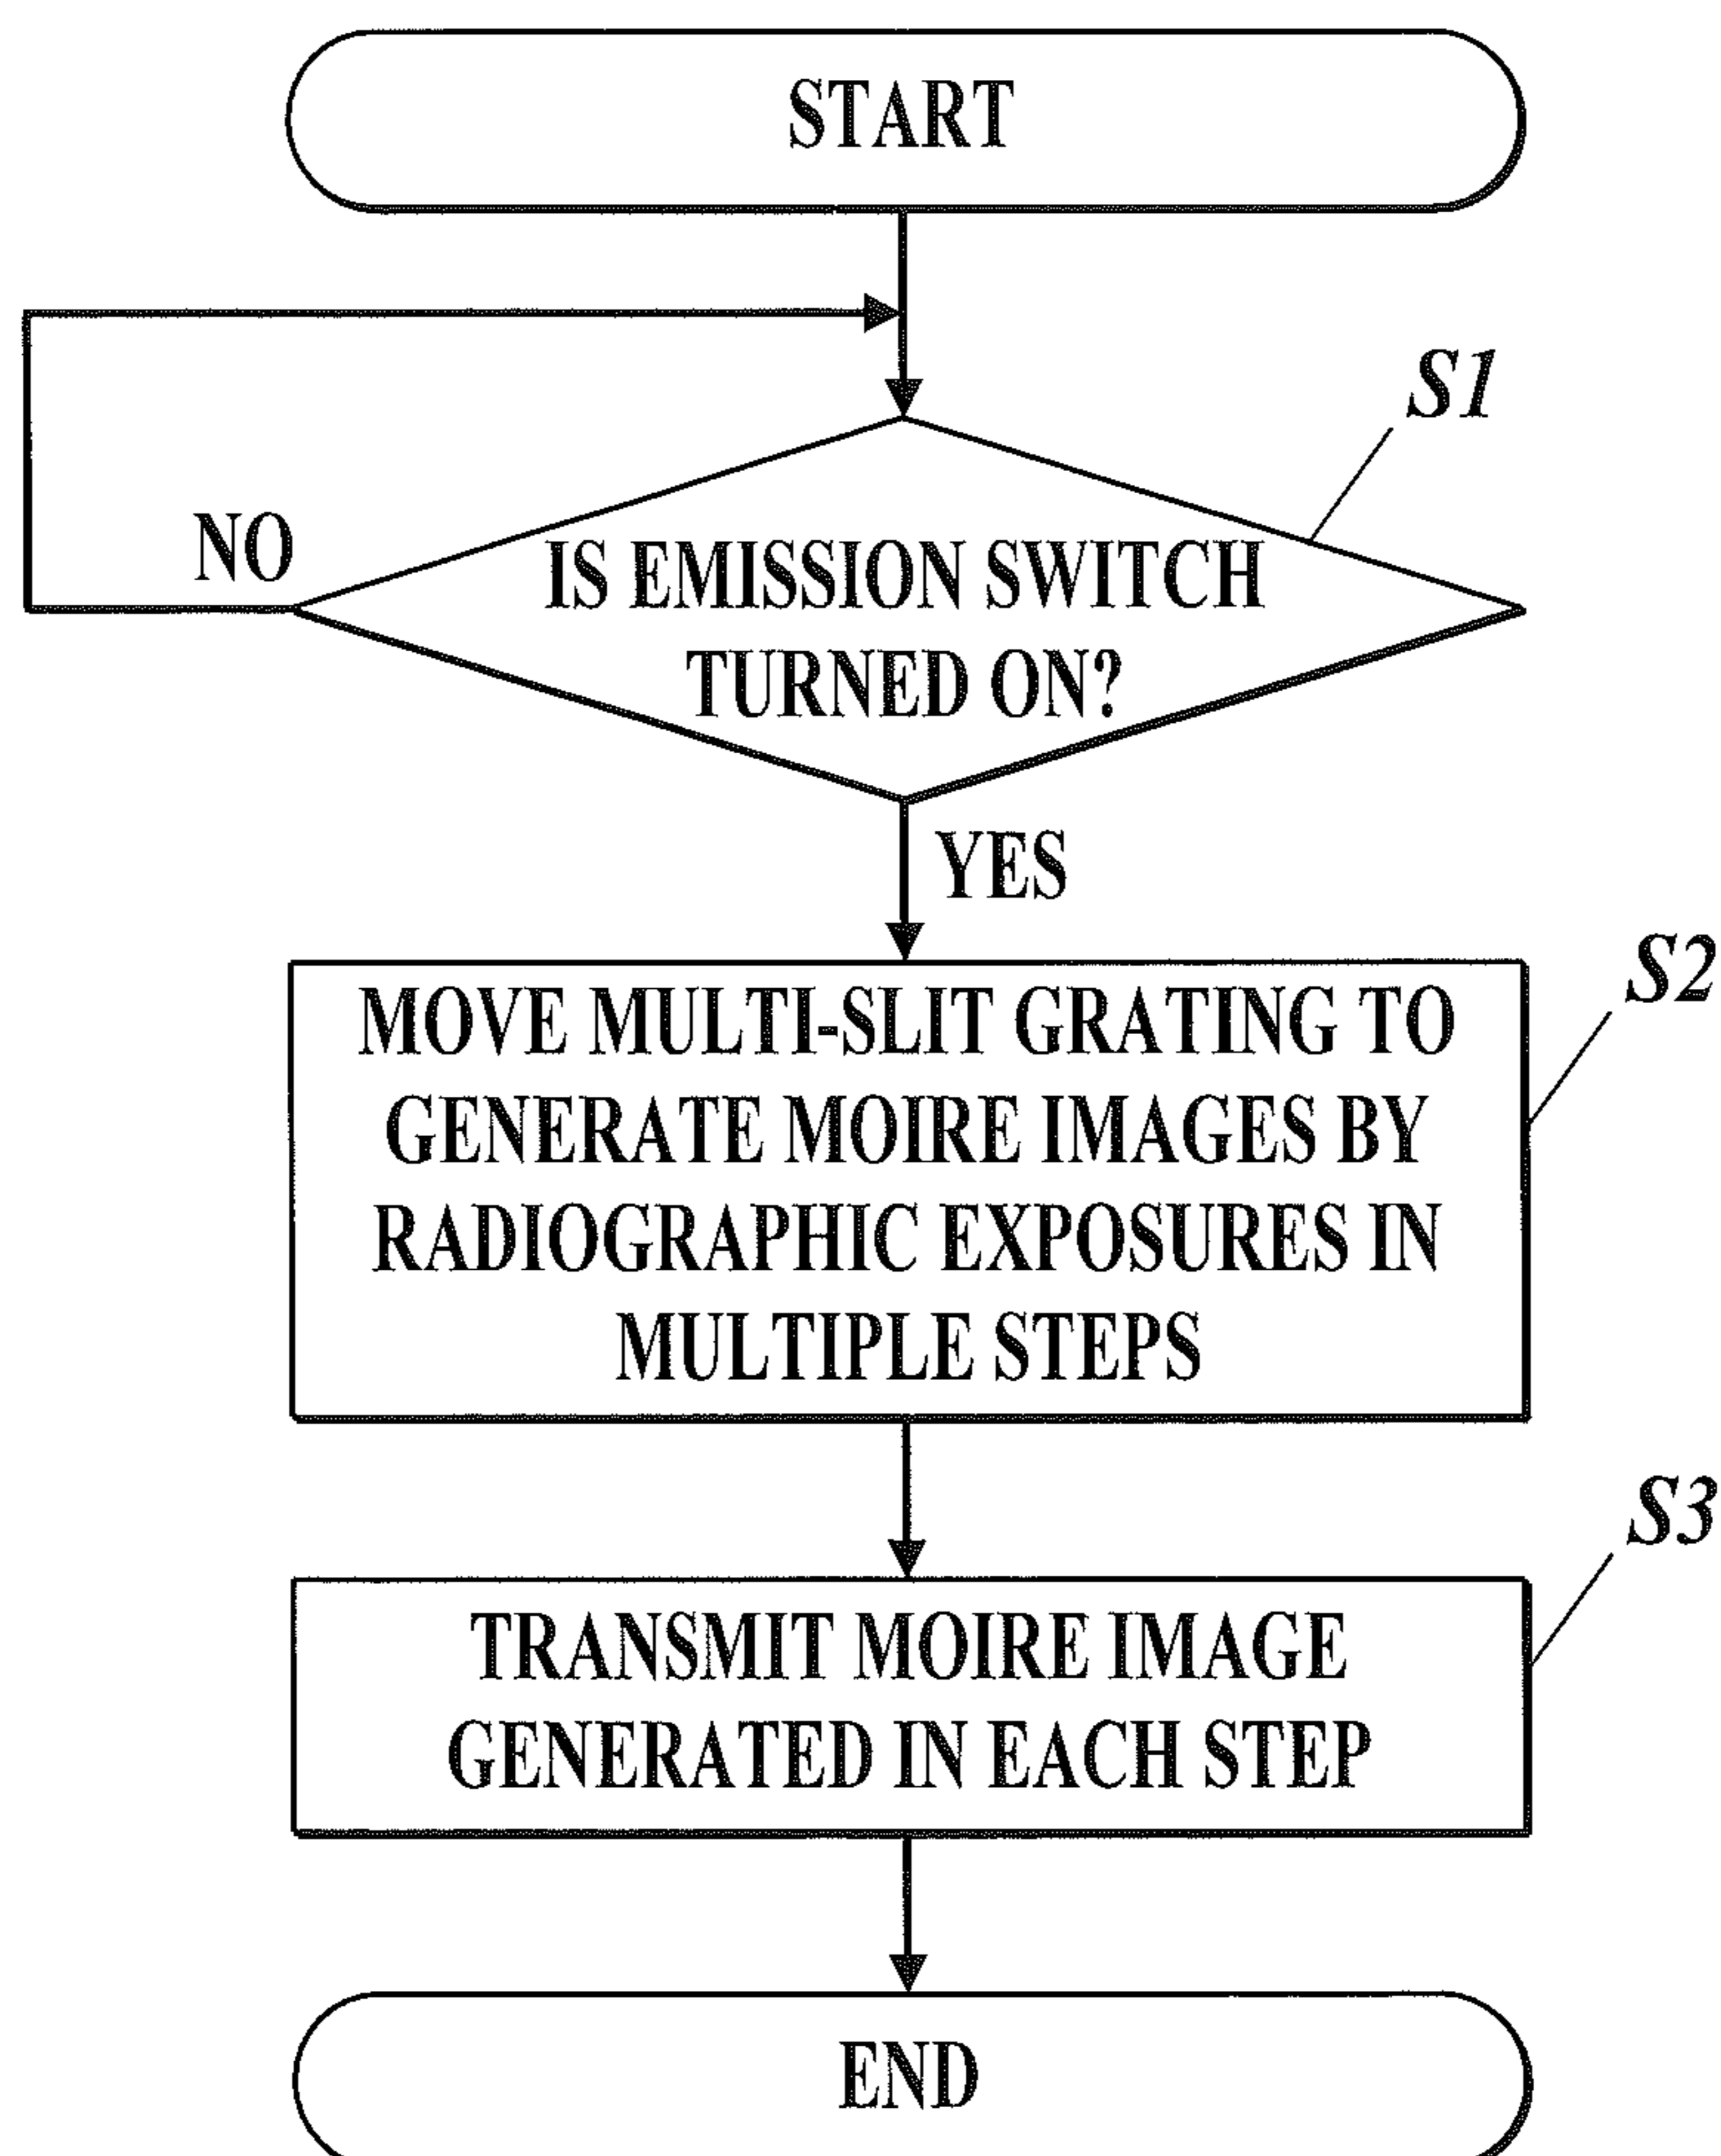 START
S1
NO
IS EMISSION SWITCH
TURNED ON?
YES
S2
MOVE MULTI-SLIT GRATING TO
GENERATE MOIRE IMAGES BY
RADIOGRAPHIC EXPOSURES IN
MULTIPLE STEPS
S3
TRANSMIT MOIRE IMAGE
GENERATED IN EACH STEP
END